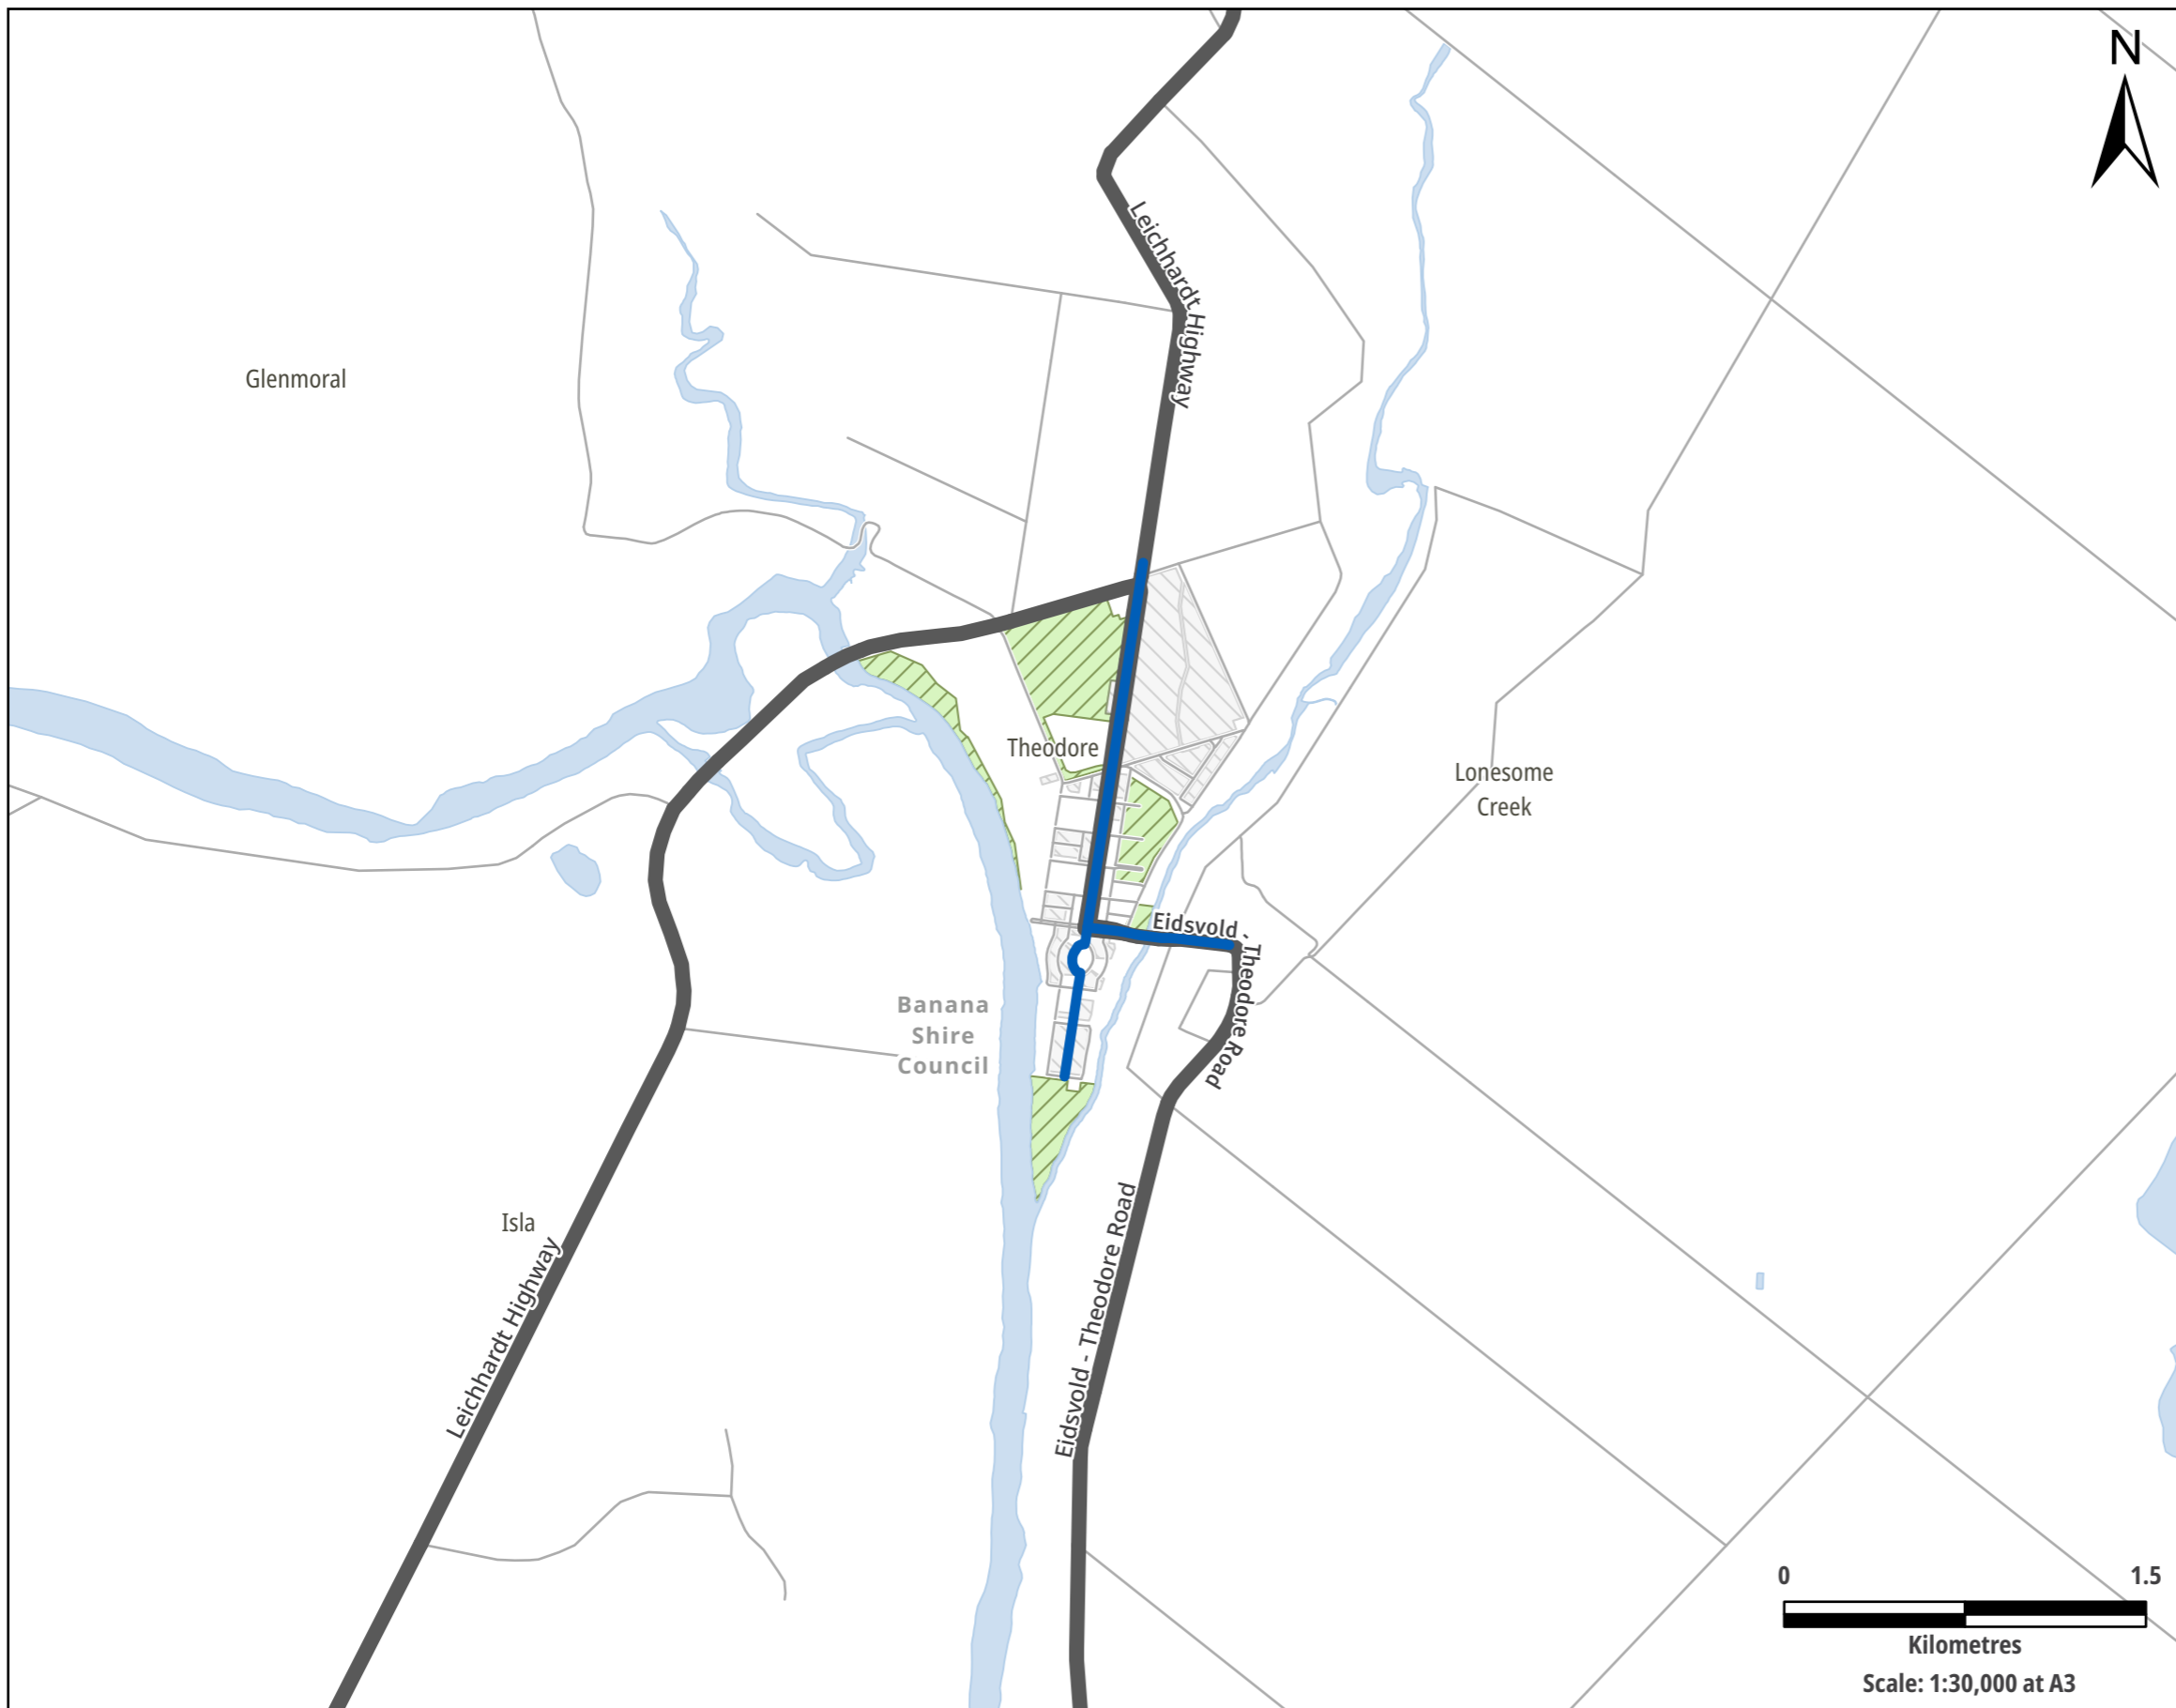 N
Leichhardt Highway
Glenmoral
Theodore
Lonesome
Creek
Eidsvold - Theodore Road
Banana
Shire
Council
Isla
Leichhardt Highway
Eidsvold - Theodore Road
0 1.5
Kilometres
Scale: 1:30,000 at A3